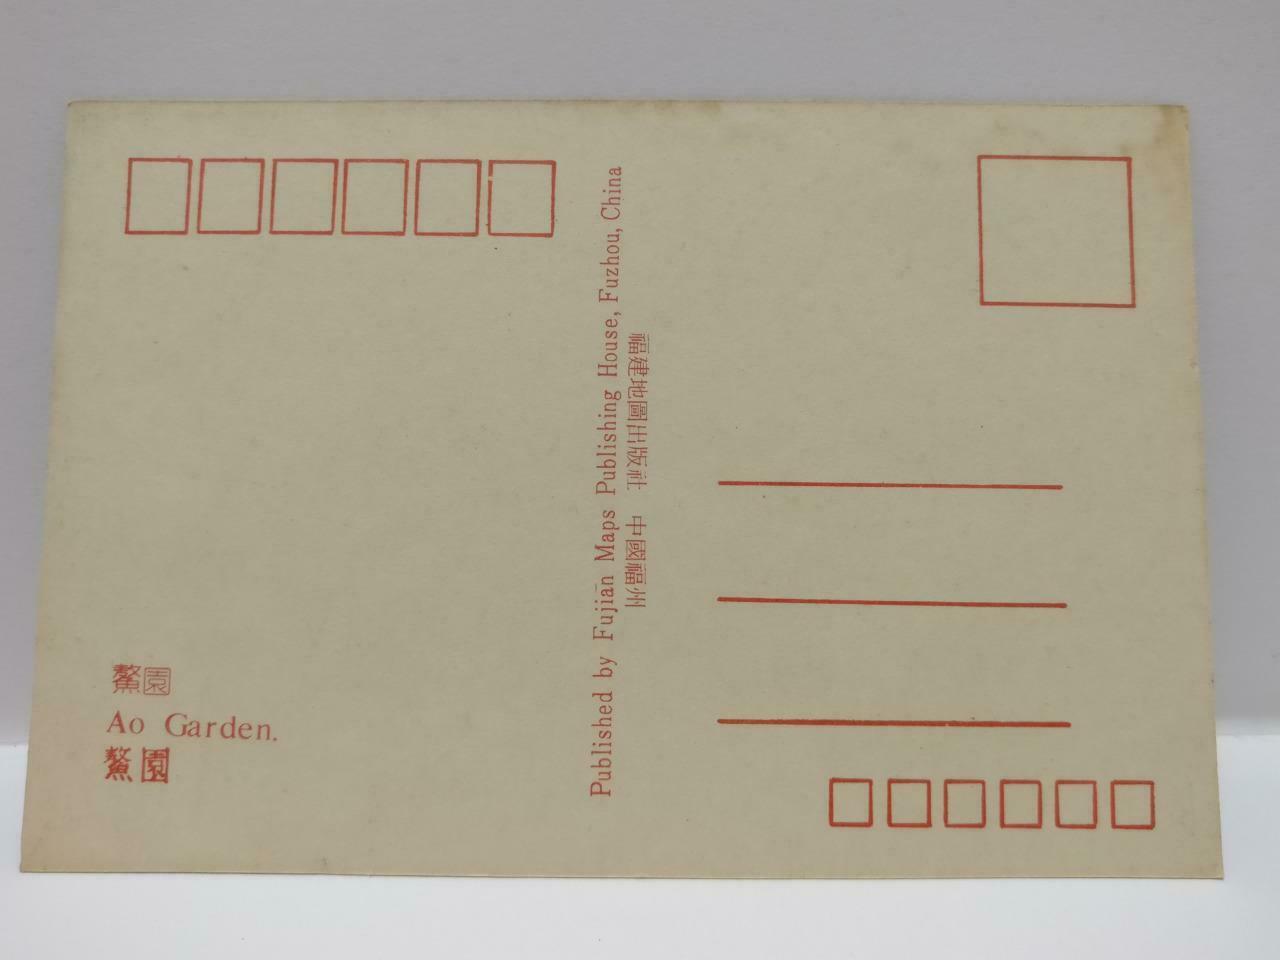 鰲園
Ao Garden.
鰲園
Published by Fujian Maps Publishing House, Fuzhou, China
福建地圖出版社 中國福州